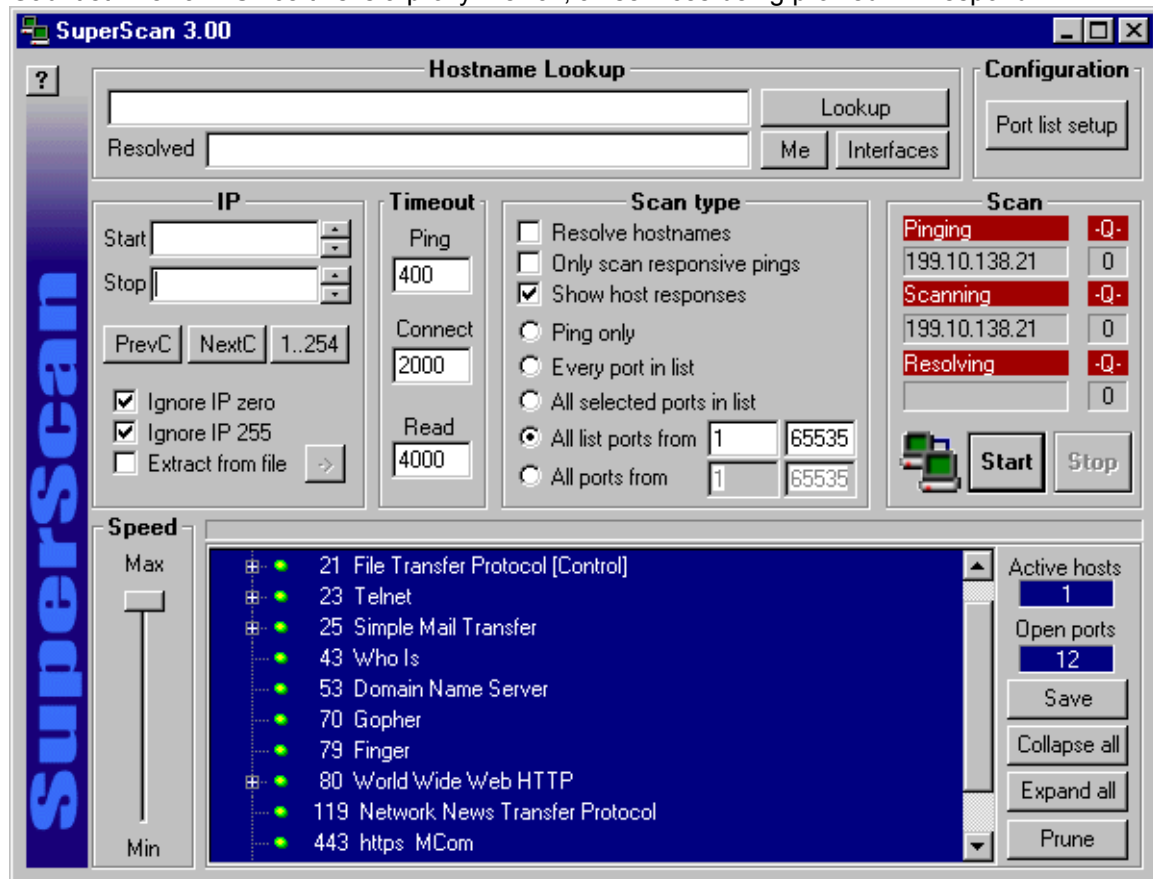 SuperScan 3.00
?
Hostname Lookup
Lookup
Resolved
Me
Interfaces
Configuration
Port list setup
IP
Start
Stop
PrevC
NextC
1..254
Ignore IP zero
Ignore IP 255
Extract from file
->
Timeout
Ping
400
Connect
2000
Read
4000
Scan type
Resolve hostnames
Only scan responsive pings
Show host responses
Ping only
Every port in list
All selected ports in list
All list ports from 1 65535
All ports from 1 65535
Scan
Pinging -Q-
199.10.138.21 0
Scanning -Q-
199.10.138.21 0
Resolving -Q-
0
Start
Stop
SuperScan
Speed
Max
Min
21 File Transfer Protocol [Control]
23 Telnet
25 Simple Mail Transfer
43 Who Is
53 Domain Name Server
70 Gopher
79 Finger
80 World Wide Web HTTP
119 Network News Transfer Protocol
443 https MCom
Active hosts
1
Open ports
12
Save
Collapse all
Expand all
Prune